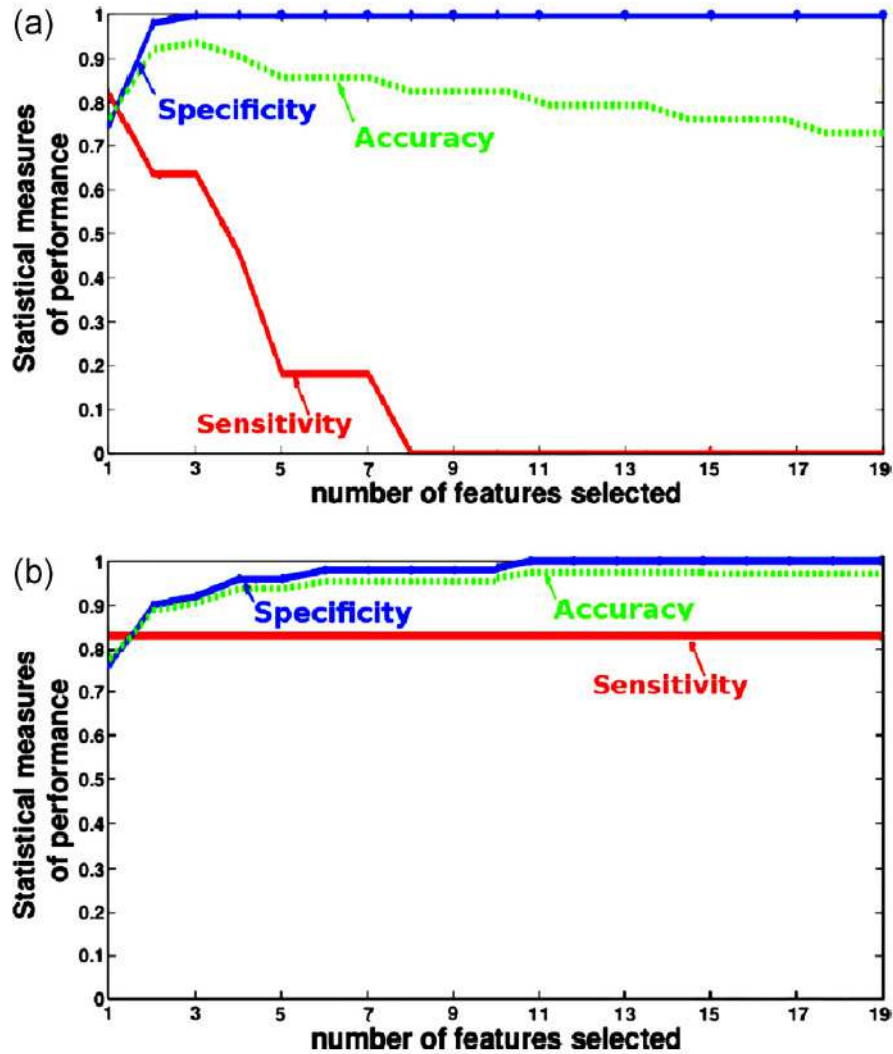 (a)
1
0.9
0.8
0.7
0.6
0.5
0.4
0.3
0.2
0.1
0
Statistical measures
of performance
Specificity
Accuracy
Sensitivity
1 3 5 7 9 11 13 15 17 19
number of features selected
(b)
1
0.9
0.8
0.7
0.6
0.5
0.4
0.3
0.2
0.1
0
Statistical measures
of performance
Specificity
Accuracy
Sensitivity
1 3 5 7 9 11 13 15 17 19
number of features selected